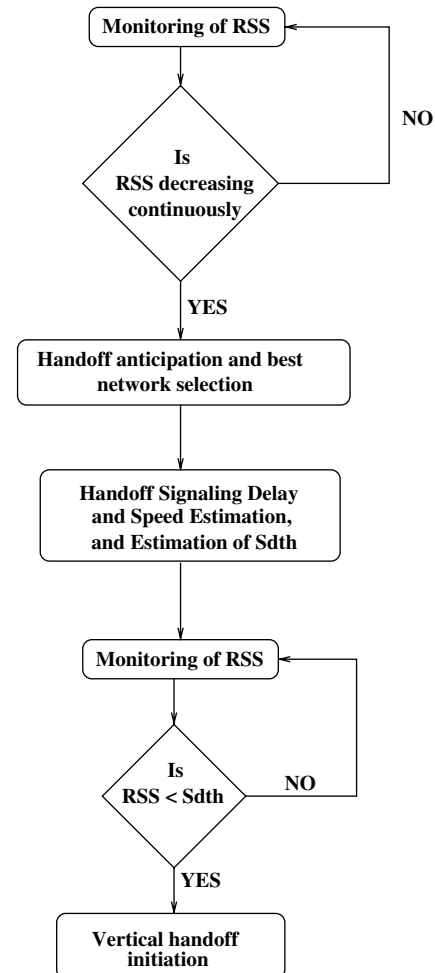 Monitoring of RSS
NO
Is
RSS decreasing
continuously
YES
Handoff anticipation and best
network selection
Handoff Signaling Delay
and Speed Estimation,
and Estimation of Sdth
Monitoring of RSS
Is
RSS < Sdth
NO
YES
Vertical handoff
initiation